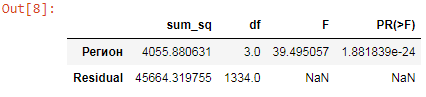 Out[8]:
sum_sq df F PR(>F)
Регион 4055.880631 3.0 39.495057 1.881839e-24
Residual 45664.319755 1334.0 NaN NaN